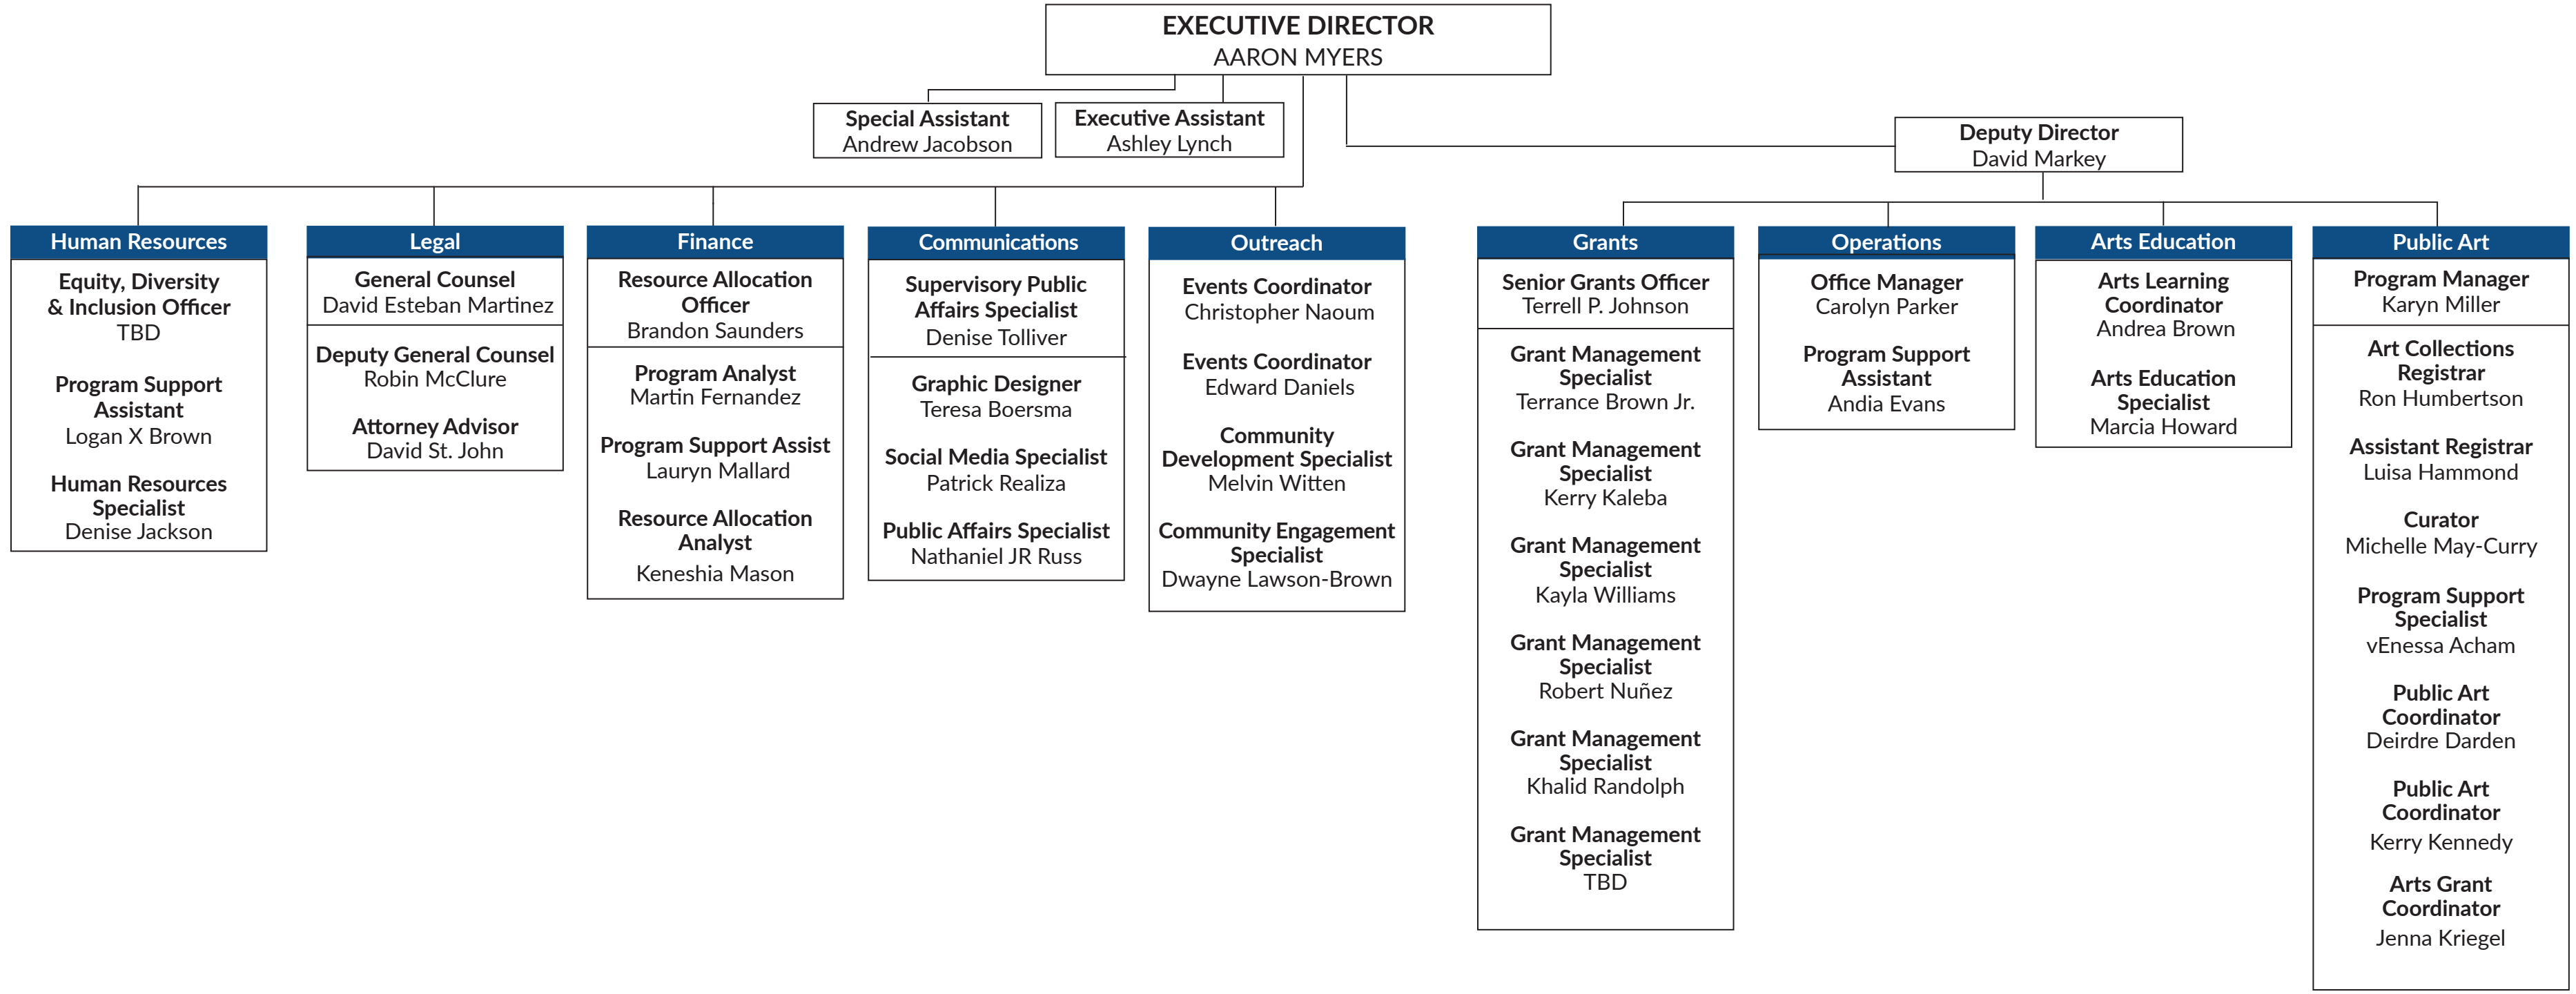 EXECUTIVE DIRECTOR
AARON MYERS
Special Assistant
Andrew Jacobson
Executive Assistant
Ashley Lynch
Deputy Director
David Markey
Human Resources
Equity, Diversity
& Inclusion Officer
TBD
Program Support
Assistant
Logan X Brown
Human Resources
Specialist
Denise Jackson
Legal
General Counsel
David Esteban Martinez
Deputy General Counsel
Robin McClure
Attorney Advisor
David St. John
Finance
Resource Allocation
Officer
Brandon Saunders
Program Analyst
Martin Fernandez
Program Support Assist
Lauryn Mallard
Resource Allocation
Analyst
Keneshia Mason
Communications
Supervisory Public
Affairs Specialist
Denise Tolliver
Graphic Designer
Teresa Boersma
Social Media Specialist
Patrick Realiza
Public Affairs Specialist
Nathaniel JR Russ
Outreach
Events Coordinator
Christopher Naoum
Events Coordinator
Edward Daniels
Community
Development Specialist
Melvin Witten
Community Engagement
Specialist
Dwayne Lawson-Brown
Grants
Senior Grants Officer
Terrell P. Johnson
Grant Management
Specialist
Terrance Brown Jr.
Grant Management
Specialist
Kerry Kaleba
Grant Management
Specialist
Kayla Williams
Grant Management
Specialist
Robert Nuñez
Grant Management
Specialist
Khalid Randolph
Grant Management
Specialist
TBD
Operations
Office Manager
Carolyn Parker
Program Support
Assistant
Andia Evans
Arts Education
Arts Learning
Coordinator
Andrea Brown
Arts Education
Specialist
Marcia Howard
Public Art
Program Manager
Karyn Miller
Art Collections
Registrar
Ron Humbertson
Assistant Registrar
Luisa Hammond
Curator
Michelle May-Curry
Program Support
Specialist
vEnessa Acham
Public Art
Coordinator
Deirdre Darden
Public Art
Coordinator
Kerry Kennedy
Arts Grant
Coordinator
Jenna Kriegel